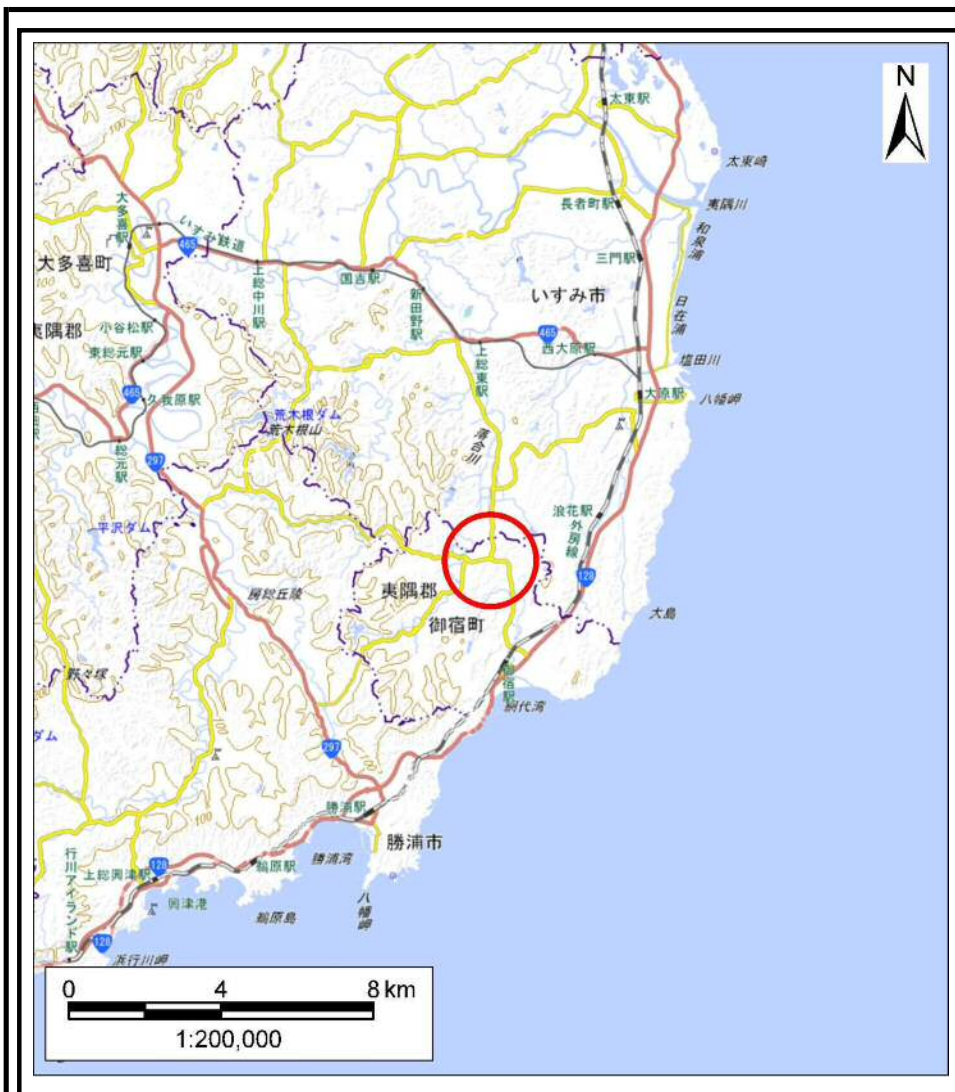 N
太東駅
太東崎
長者町駅
夷隅川
和泉浦
大多喜駅
いすみ鉄道
465
三門駅
大多喜町
上総中川駅
国吉駅
いすみ市
日在浦
新田野駅
小谷松駅
夷隅郡
465
東総元駅
上総東駅
西大原駅
塩田川
465
久我原駅
大原駅
八幡岬
荒木根ダム
荒木根山
落合川
総元駅
297
浪花駅
外房線
平沢ダム
128
夷隅郡
房総丘陵
大島
御宿町
野々塚
御宿駅
網代湾
ダム
297
100
100
勝浦駅
勝浦市
行川アイランド駅
上総興津駅
128
鵜原駅
勝浦湾
興津港
鵜原島
八幡岬
128
浜行川岬
0 4 8 km
1:200,000